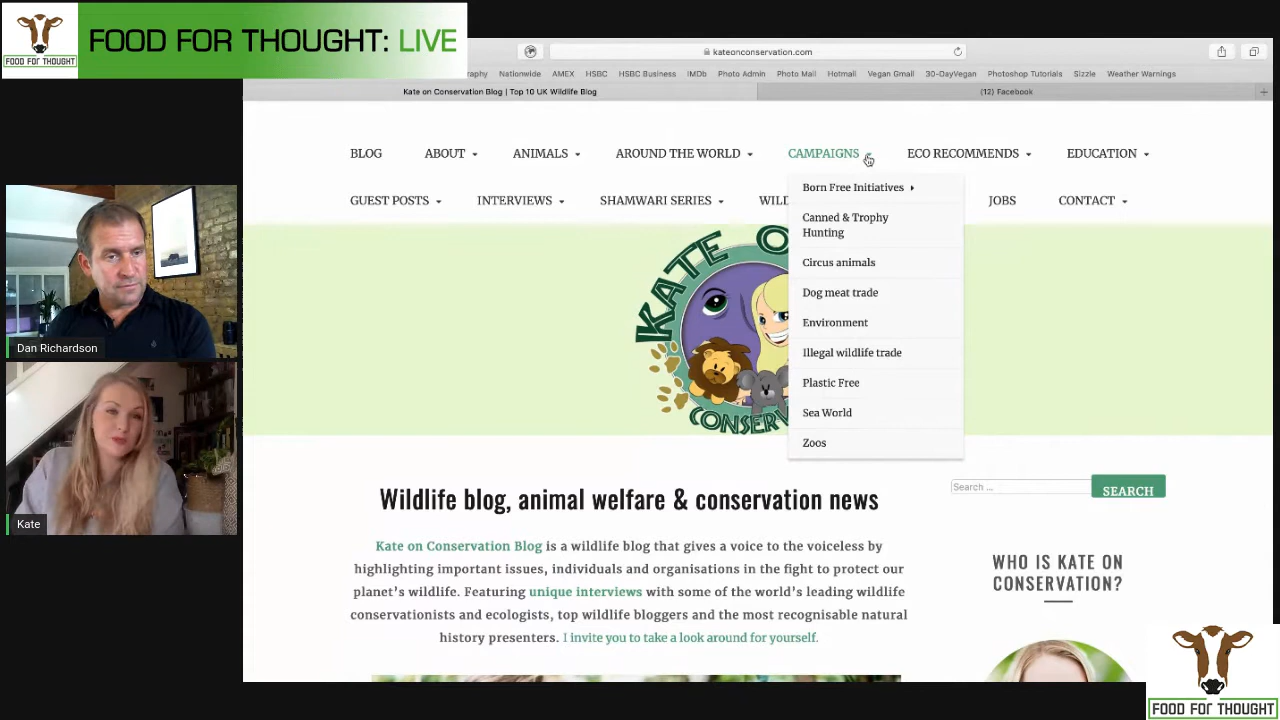 FOOD FOR THOUGHT: LIVE
FOOD FOR THOUGHT
kateonconservation.com
Nationwide AMEX HSBC HSBC Business IMDb Photo Admin Photo Mail Hotmail Vegan Gmail 30-DayVegan Photoshop Tutorials Sizzle Weather Warnings
Kate on Conservation Blog | Top 10 UK Wildlife Blog
(12) Facebook
BLOG ABOUT ANIMALS AROUND THE WORLD CAMPAIGNS ECO RECOMMENDS EDUCATION
GUEST POSTS INTERVIEWS SHAMWARI SERIES WILD JOBS CONTACT
Born Free Initiatives
Canned & Trophy
Hunting
Circus animals
Dog meat trade
Environment
Illegal wildlife trade
Plastic Free
Sea World
Zoos
KATE O
CONSERV
Dan Richardson
Kate
Search ...
SEARCH
Wildlife blog, animal welfare & conservation news
Kate on Conservation Blog is a wildlife blog that gives a voice to the voiceless by
highlighting important issues, individuals and organisations in the fight to protect our
planet's wildlife. Featuring unique interviews with some of the world's leading wildlife
conservationists and ecologists, top wildlife bloggers and the most recognisable natural
history presenters. I invite you to take a look around for yourself.
WHO IS KATE ON
CONSERVATION?
FOOD FOR THOUGHT